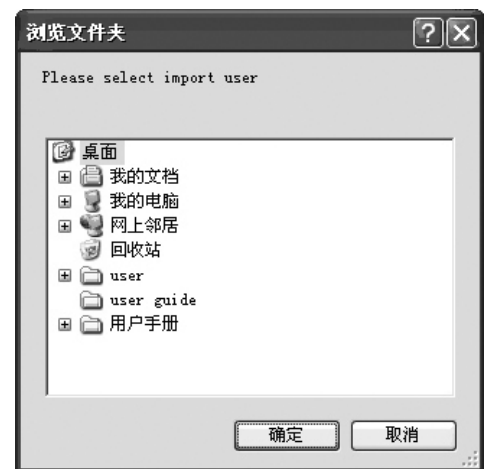 浏览文件夹
Please select import user
桌面
我的文档
我的电脑
网上邻居
回收站
user
user guide
用户手册
确定
取消